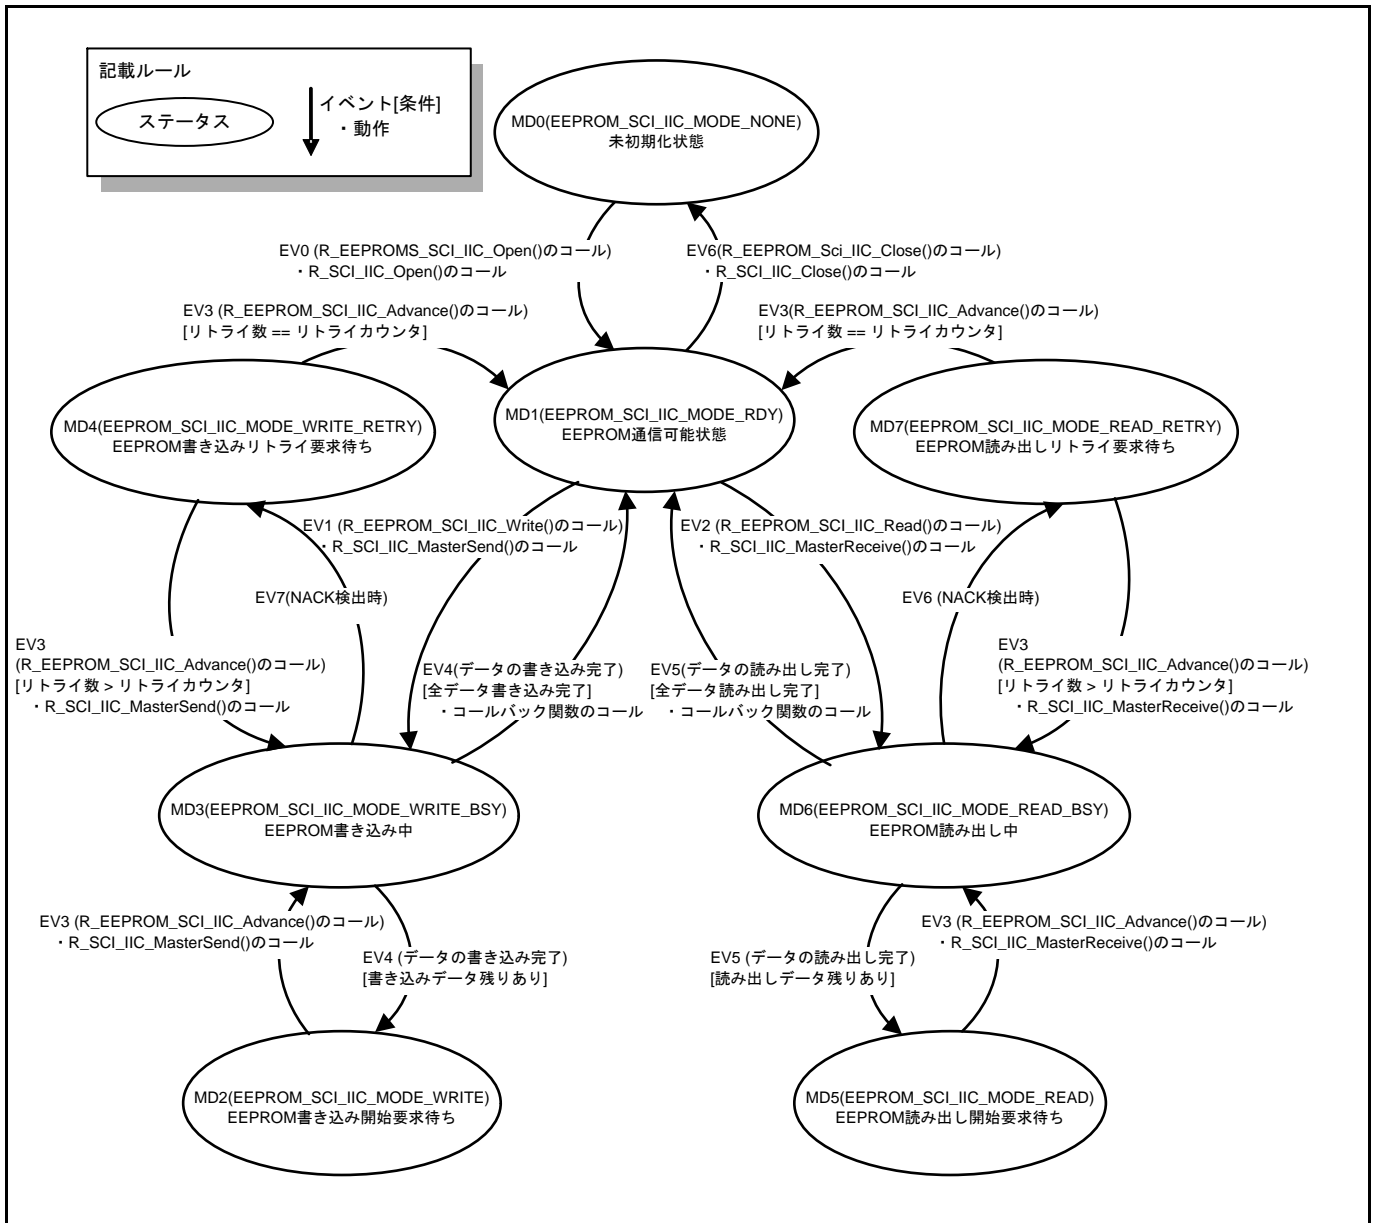 記載ルール
ステータス
イベント[条件]
・動作
MD0(EEPROM_SCI_IIC_MODE_NONE)
未初期化状態
EV0 (R_EEPROMS_SCI_IIC_Open()のコール)
・R_SCI_IIC_Open()のコール
EV6(R_EEPROM_Sci_IIC_Close()のコール)
・R_SCI_IIC_Close()のコール
EV3 (R_EEPROM_SCI_IIC_Advance()のコール)
[リトライ数 == リトライカウンタ]
EV3(R_EEPROM_SCI_IIC_Advance()のコール)
[リトライ数 == リトライカウンタ]
MD4(EEPROM_SCI_IIC_MODE_WRITE_RETRY)
EEPROM書き込みリトライ要求待ち
MD1(EEPROM_SCI_IIC_MODE_RDY)
EEPROM通信可能状態
MD7(EEPROM_SCI_IIC_MODE_READ_RETRY)
EEPROM読み出しリトライ要求待ち
EV1 (R_EEPROM_SCI_IIC_Write()のコール)
・R_SCI_IIC_MasterSend()のコール
EV2 (R_EEPROM_SCI_IIC_Read()のコール)
・R_SCI_IIC_MasterReceive()のコール
EV7(NACK検出時)
EV6 (NACK検出時)
EV3
(R_EEPROM_SCI_IIC_Advance()のコール)
[リトライ数 > リトライカウンタ]
・R_SCI_IIC_MasterSend()のコール
EV4(データの書き込み完了)
[全データ書き込み完了]
・コールバック関数のコール
EV5(データの読み出し完了)
[全データ読み出し完了]
・コールバック関数のコール
EV3
(R_EEPROM_SCI_IIC_Advance()のコール)
[リトライ数 > リトライカウンタ]
・R_SCI_IIC_MasterReceive()のコール
MD3(EEPROM_SCI_IIC_MODE_WRITE_BSY)
EEPROM書き込み中
MD6(EEPROM_SCI_IIC_MODE_READ_BSY)
EEPROM読み出し中
EV3 (R_EEPROM_SCI_IIC_Advance()のコール)
・R_SCI_IIC_MasterSend()のコール
EV4 (データの書き込み完了)
[書き込みデータ残りあり]
EV5 (データの読み出し完了)
[読み出しデータ残りあり]
EV3 (R_EEPROM_SCI_IIC_Advance()のコール)
・R_SCI_IIC_MasterReceive()のコール
MD2(EEPROM_SCI_IIC_MODE_WRITE)
EEPROM書き込み開始要求待ち
MD5(EEPROM_SCI_IIC_MODE_READ)
EEPROM読み出し開始要求待ち